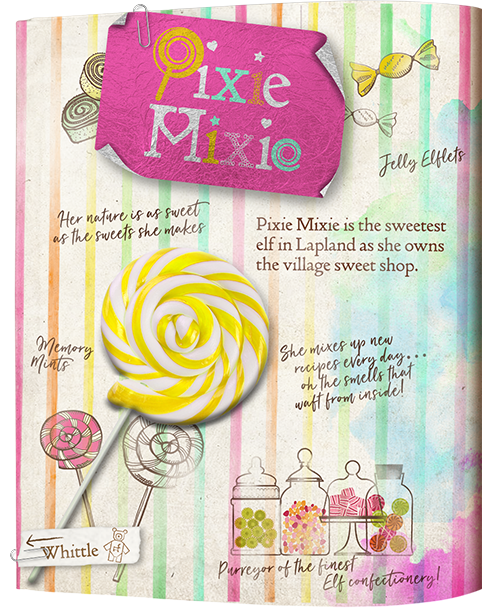 Pixie
Mixie
Jelly Elflets
Her nature is as sweet
as the sweets she makes
Pixie Mixie is the sweetest
elf in Lapland as she owns
the village sweet shop.
Memory
Mints
She mixes up new
recipes every day...
oh the smells that
waft from inside!
Whittle
Purveyor of the finest
Elf confectionery!